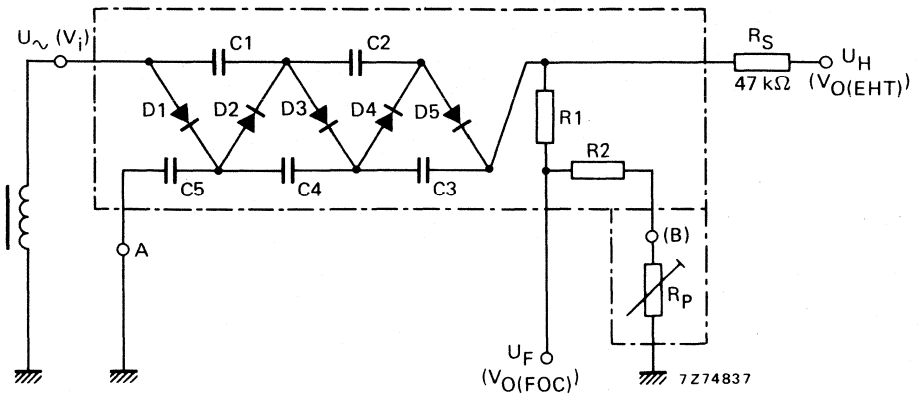 U~ (Vi)
C1
C2
RS
47 kΩ
UH
(VO(EHT))
D1
D2
D3
D4
D5
R1
R2
C5
C4
C3
A
(B)
RP
UF
(VO(FOC))
7Z74837